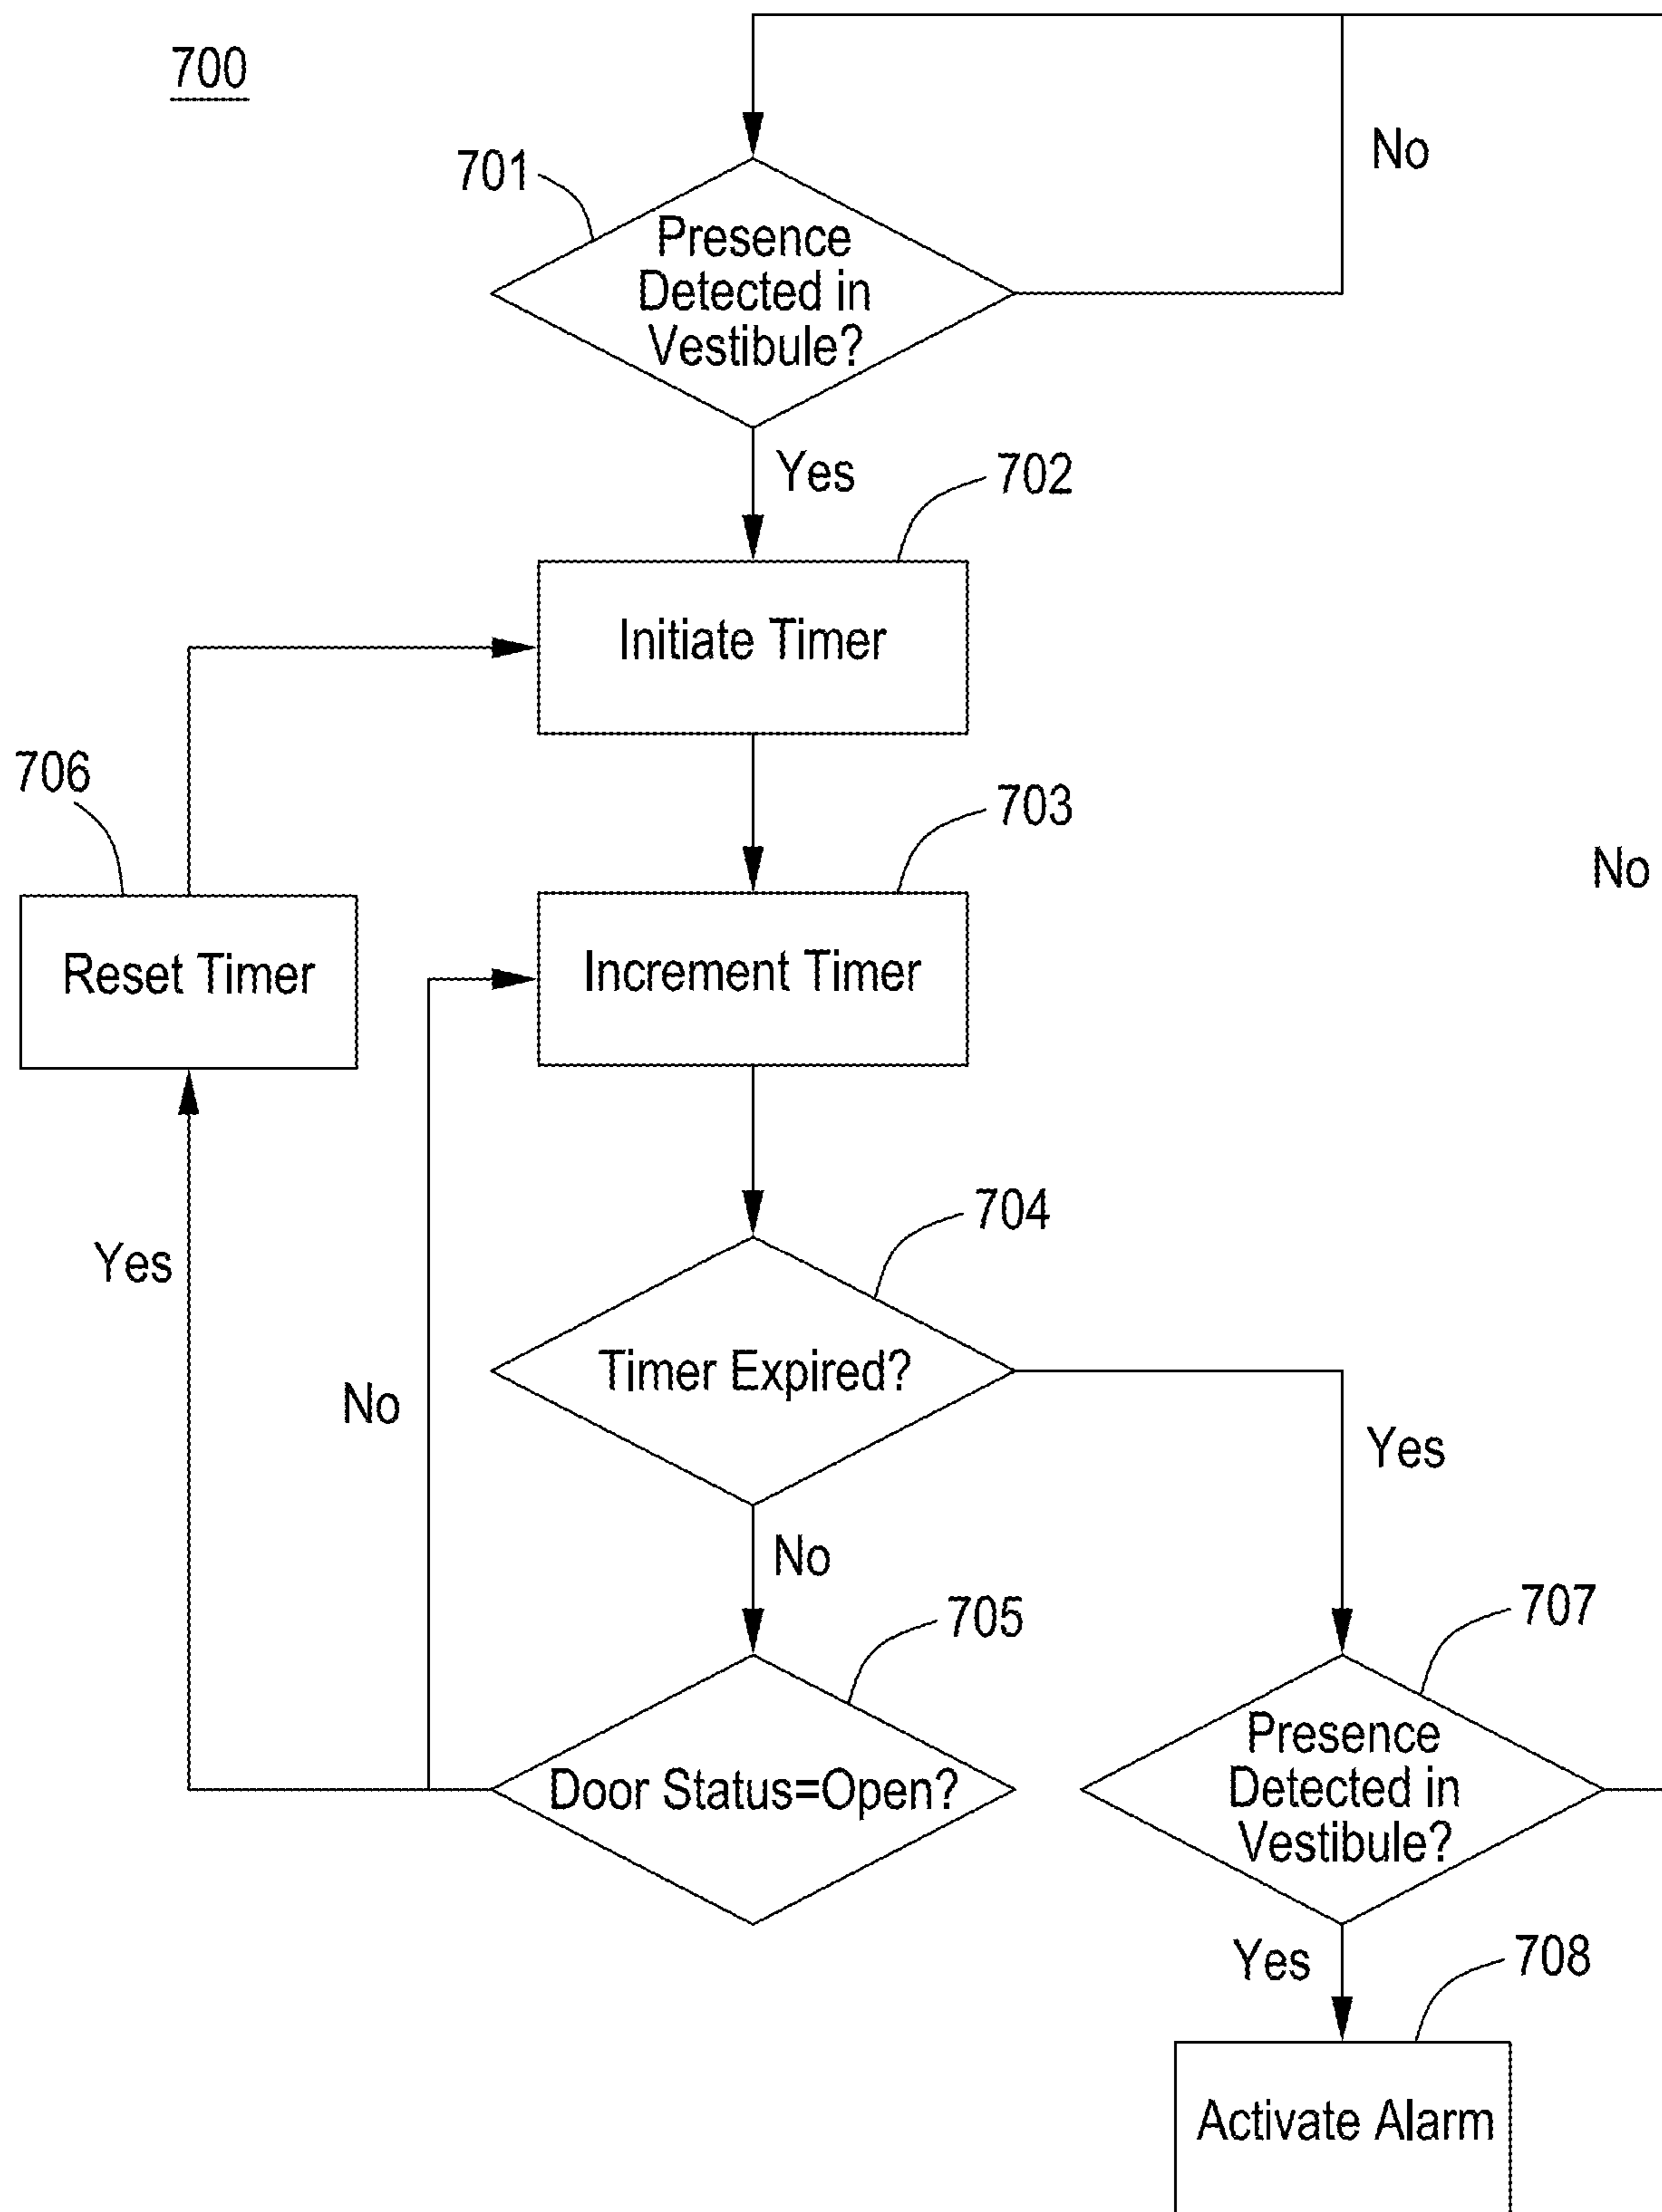 700
701
Presence
Detected in
Vestibule?
No
Yes
702
Initiate Timer
706
703
No
Reset Timer
Increment Timer
704
Yes
Timer Expired?
No
Yes
No
705
707
Door Status=Open?
Presence
Detected in
Vestibule?
Yes
708
Activate Alarm